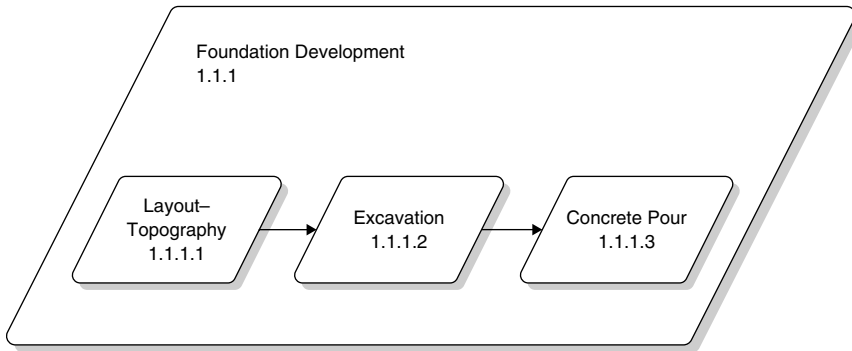 Foundation Development
1.1.1
Layout–
Topography
1.1.1.1
Excavation
1.1.1.2
Concrete Pour
1.1.1.3